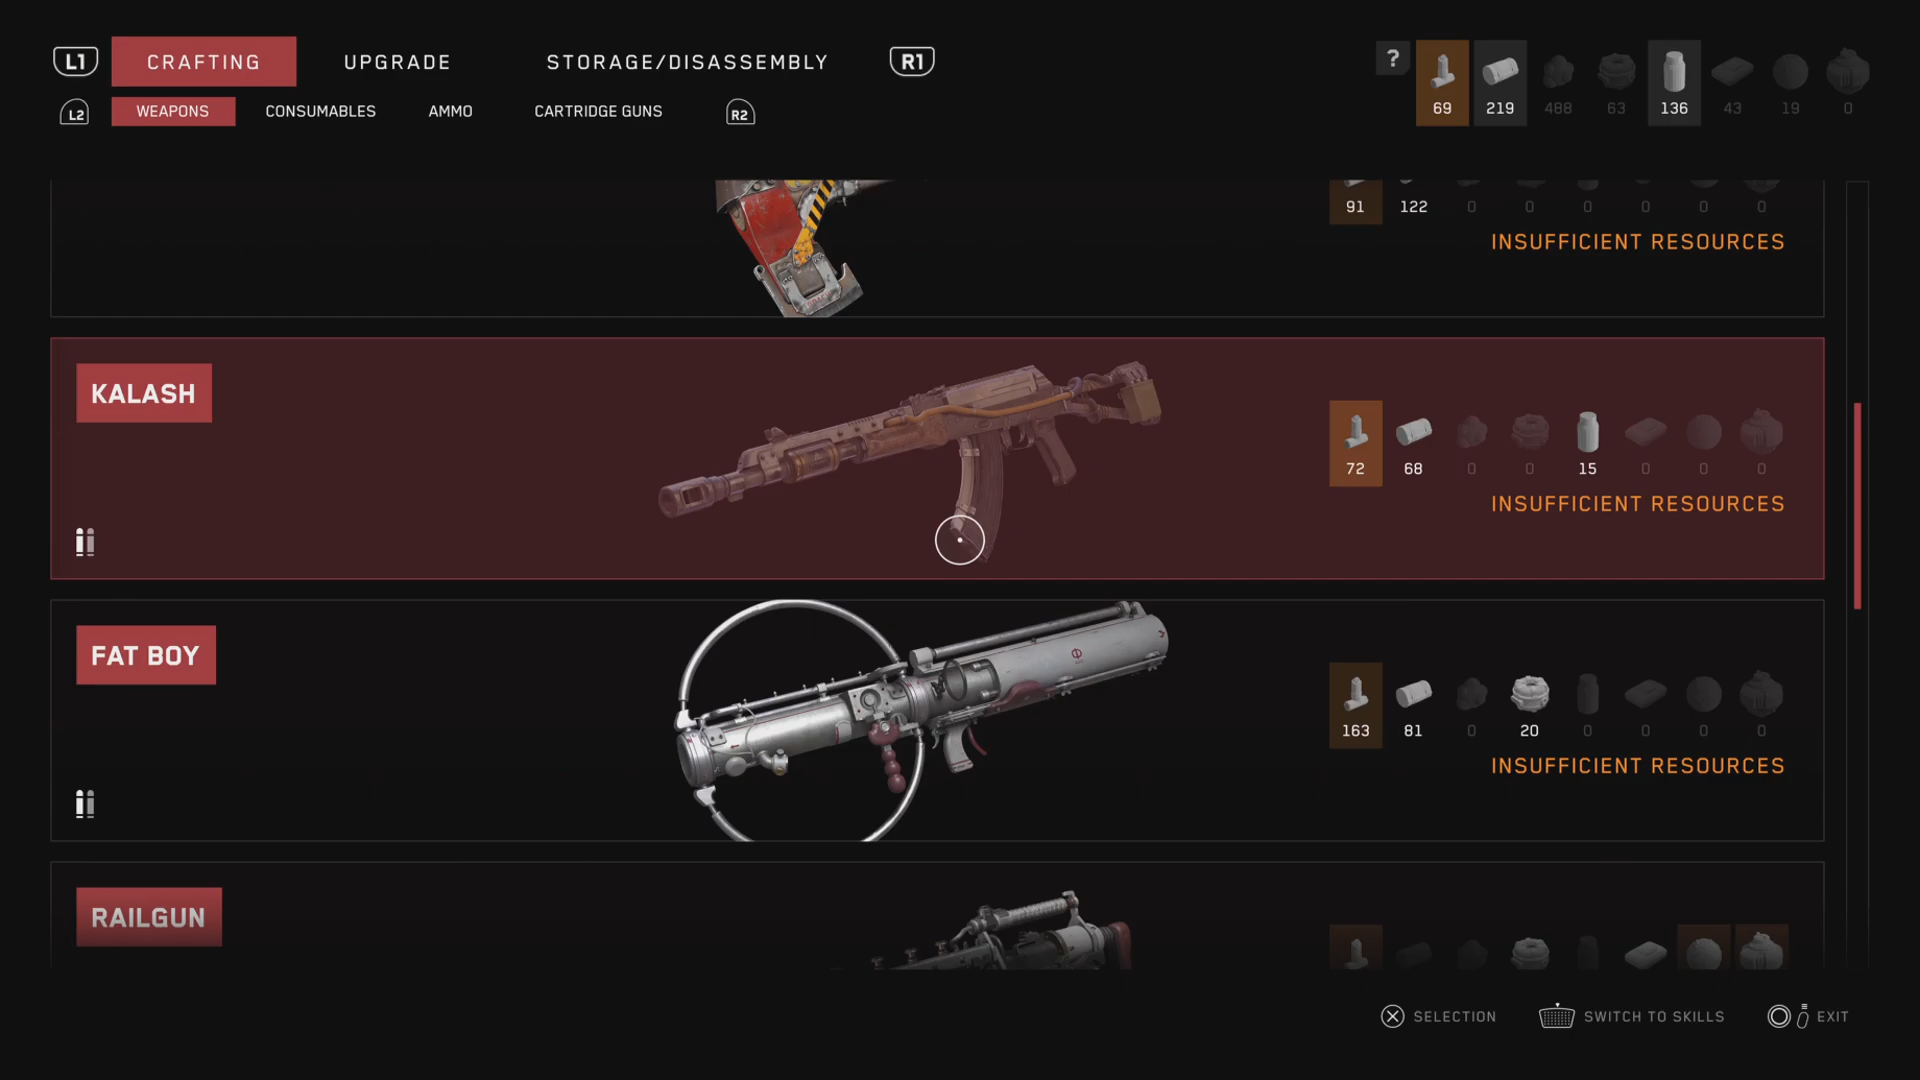 L1 CRAFTING UPGRADE STORAGE/DISASSEMBLY R1
L2 WEAPONS CONSUMABLES AMMO CARTRIDGE GUNS R2
?
69 219 488 63 136 43 19 0
91 122 0 0 0 0 0 0
INSUFFICIENT RESOURCES
KALASH
72 68 0 0 15 0 0 0
INSUFFICIENT RESOURCES
FAT BOY
163 81 0 20 0 0 0 0
INSUFFICIENT RESOURCES
RAILGUN
SELECTION SWITCH TO SKILLS EXIT